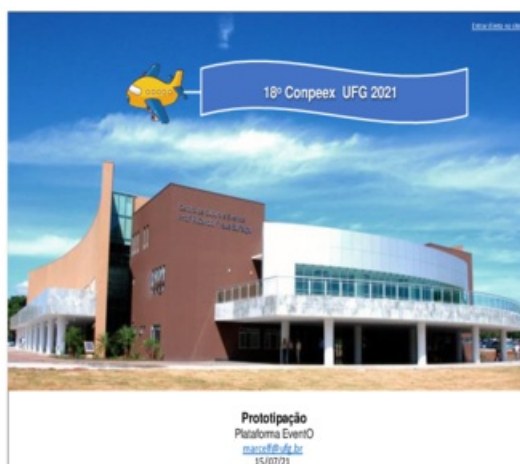 18º Conpeex UFG 2021
Prototipação
Plataforma EventO
marcelf@ufg.br
15/07/21